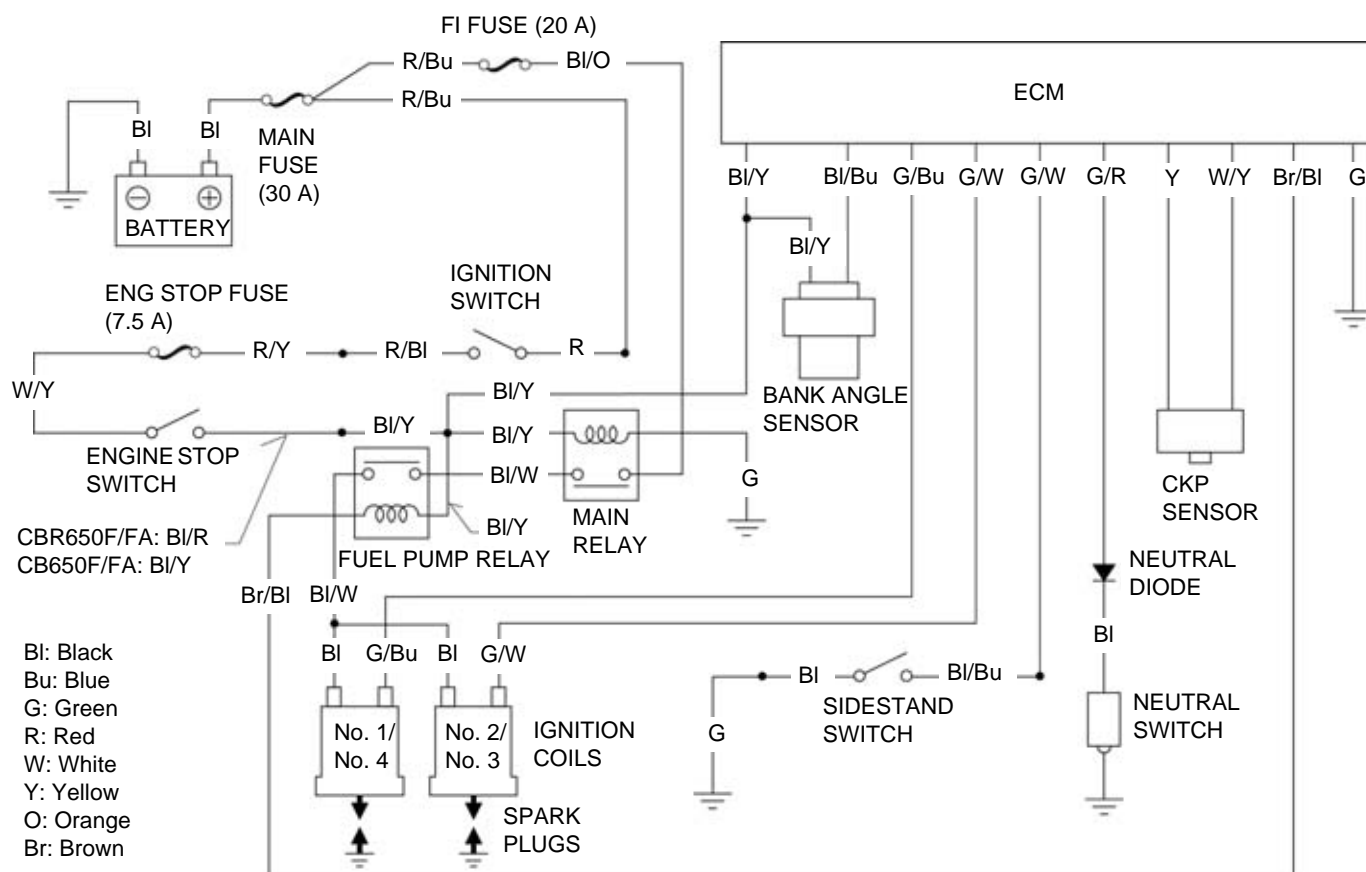 FI FUSE (20 A)
R/Bu
Bl/O
R/Bu
ECM
Bl
Bl
MAIN
FUSE
(30 A)
BATTERY
Bl/Y
Bl/Bu
G/Bu
G/W
G/W
G/R
Y
W/Y
Br/Bl
G
Bl/Y
ENG STOP FUSE
(7.5 A)
IGNITION
SWITCH
R/Y
R/Bl
R
W/Y
Bl/Y
BANK ANGLE
SENSOR
Bl/Y
Bl/Y
ENGINE STOP
SWITCH
Bl/W
G
CKP
SENSOR
MAIN
RELAY
Bl/Y
CBR650F/FA: Bl/R
CB650F/FA: Bl/Y
FUEL PUMP RELAY
NEUTRAL
DIODE
Br/Bl
Bl/W
Bl
Bl
G/Bu
Bl
G/W
Bl
Bl/Bu
SIDESTAND
SWITCH
G
NEUTRAL
SWITCH
No. 1/
No. 4
No. 2/
No. 3
IGNITION
COILS
SPARK
PLUGS
Bl: Black
Bu: Blue
G: Green
R: Red
W: White
Y: Yellow
O: Orange
Br: Brown